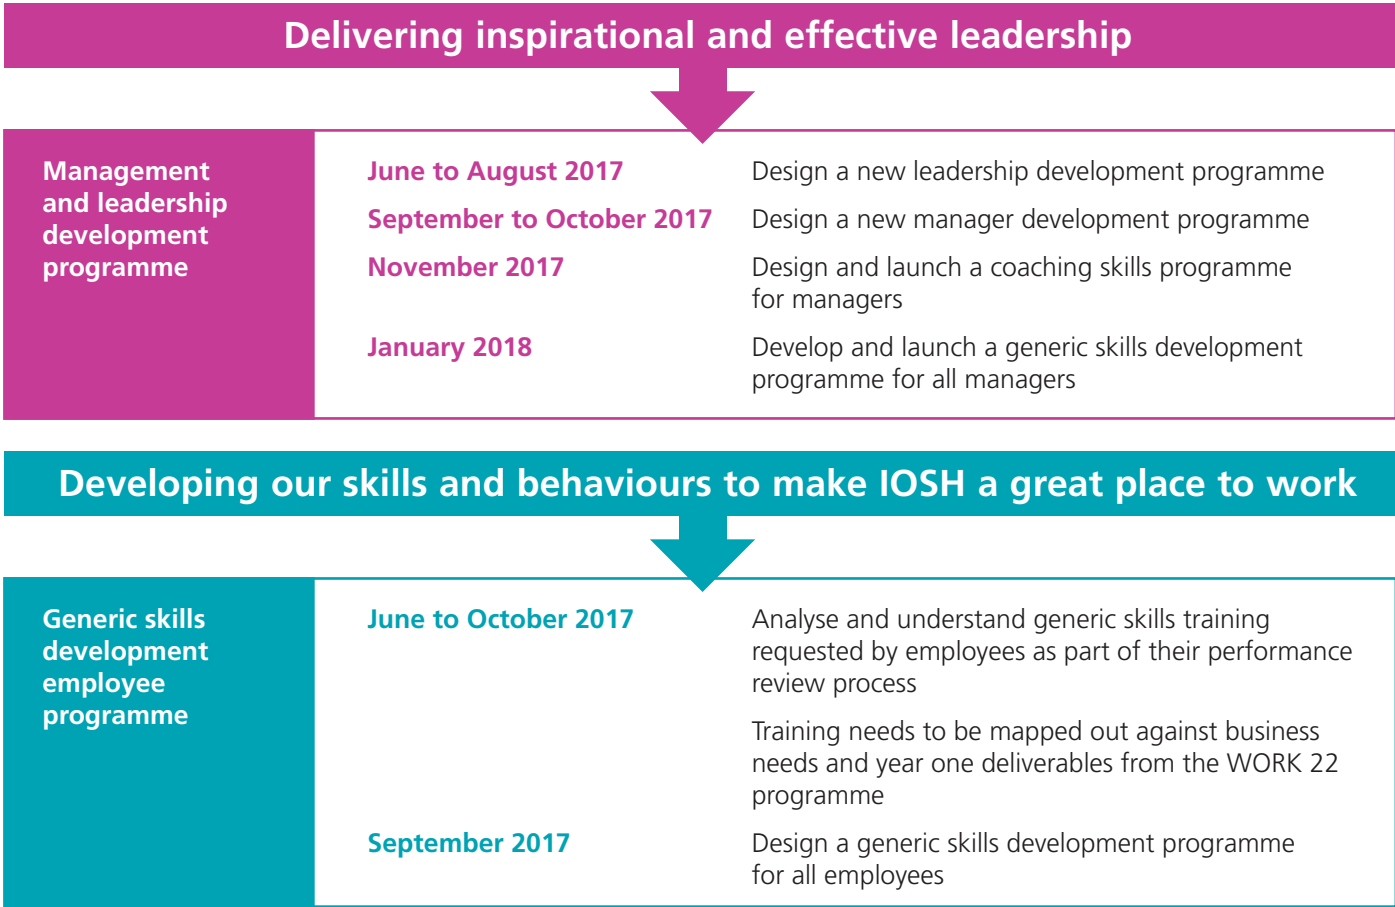 Delivering inspirational and effective leadership
Management
and leadership
development
programme
June to August 2017
Design a new leadership development programme
September to October 2017
Design a new manager development programme
November 2017
Design and launch a coaching skills programme
for managers
January 2018
Develop and launch a generic skills development
programme for all managers
Developing our skills and behaviours to make IOSH a great place to work
Generic skills
development
employee
programme
June to October 2017
Analyse and understand generic skills training
requested by employees as part of their performance
review process
Training needs to be mapped out against business
needs and year one deliverables from the WORK 22
programme
September 2017
Design a generic skills development programme
for all employees